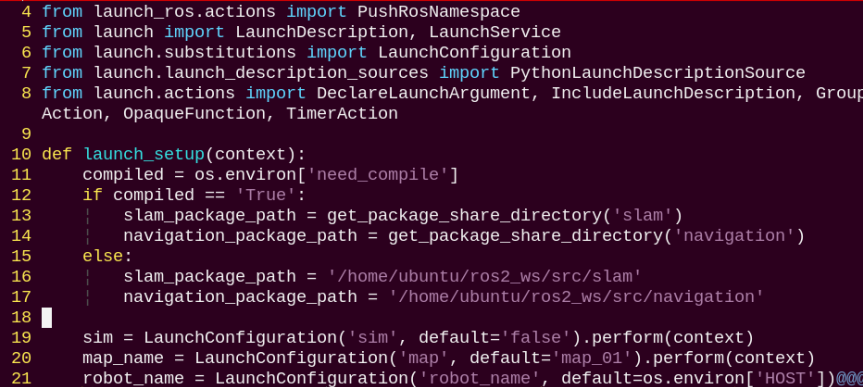 4 from launch_ros.actions import PushRosNamespace
5 from launch import LaunchDescription, LaunchService
6 from launch.substitutions import LaunchConfiguration
7 from launch.launch_description_sources import PythonLaunchDescriptionSource
8 from launch.actions import DeclareLaunchArgument, IncludeLaunchDescription, Group
Action, OpaqueFunction, TimerAction
9
10 def launch_setup(context):
11     compiled = os.environ['need_compile']
12     if compiled == 'True':
13     ¦   slam_package_path = get_package_share_directory('slam')
14     ¦   navigation_package_path = get_package_share_directory('navigation')
15     else:
16     ¦   slam_package_path = '/home/ubuntu/ros2_ws/src/slam'
17     ¦   navigation_package_path = '/home/ubuntu/ros2_ws/src/navigation'
18
19     sim = LaunchConfiguration('sim', default='false').perform(context)
20     map_name = LaunchConfiguration('map', default='map_01').perform(context)
21     robot_name = LaunchConfiguration('robot_name', default=os.environ['HOST'])@@@